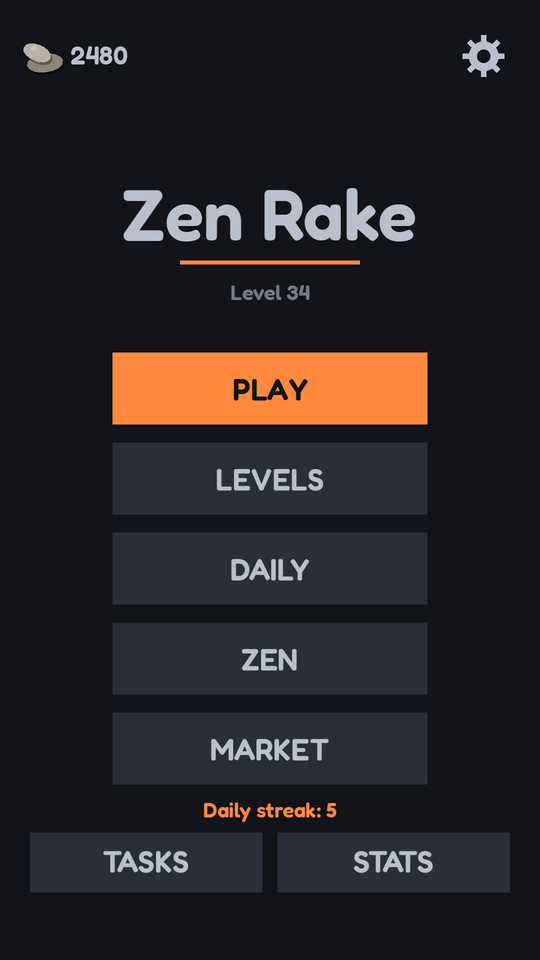 2480
Zen Rake
Level 34
PLAY
LEVELS
DAILY
ZEN
MARKET
Daily streak: 5
TASKS
STATS